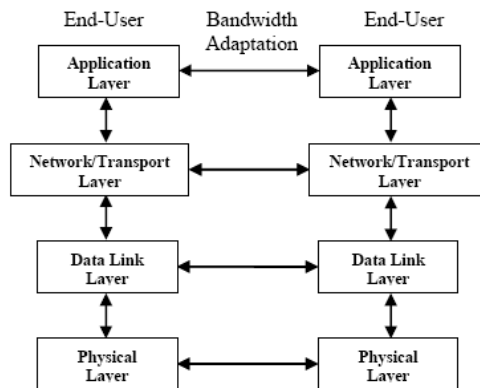 End-User
Bandwidth
Adaptation
End-User
Application
Layer
Application
Layer
Network/Transport
Layer
Network/Transport
Layer
Data Link
Layer
Data Link
Layer
Physical
Layer
Physical
Layer